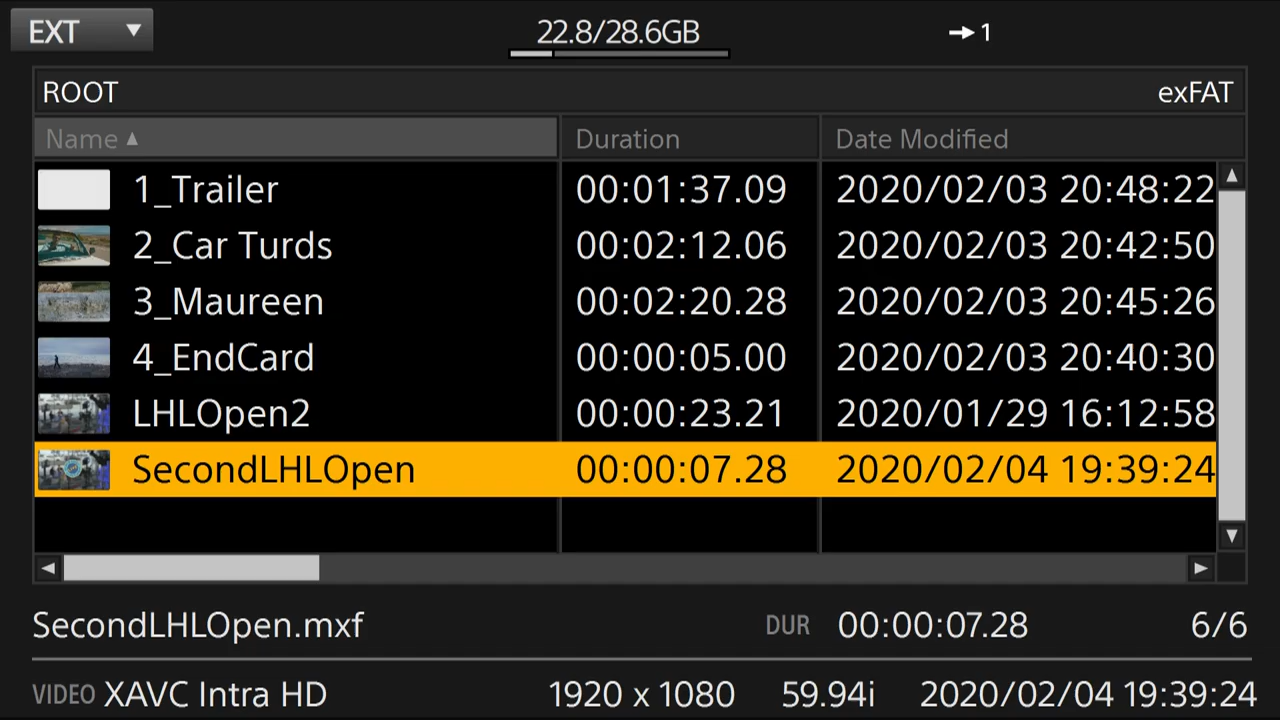 EXT ▼ 22.8/28.6GB → 1
ROOT exFAT
Name ▲ Duration Date Modified
1_Trailer 00:01:37.09 2020/02/03 20:48:22
2_Car Turds 00:02:12.06 2020/02/03 20:42:50
3_Maureen 00:02:20.28 2020/02/03 20:45:26
4_EndCard 00:00:05.00 2020/02/03 20:40:30
LHLOpen2 00:00:23.21 2020/01/29 16:12:58
SecondLHLOpen 00:00:07.28 2020/02/04 19:39:24
SecondLHLOpen.mxf DUR 00:00:07.28 6/6
VIDEO XAVC Intra HD 1920 x 1080 59.94i 2020/02/04 19:39:24